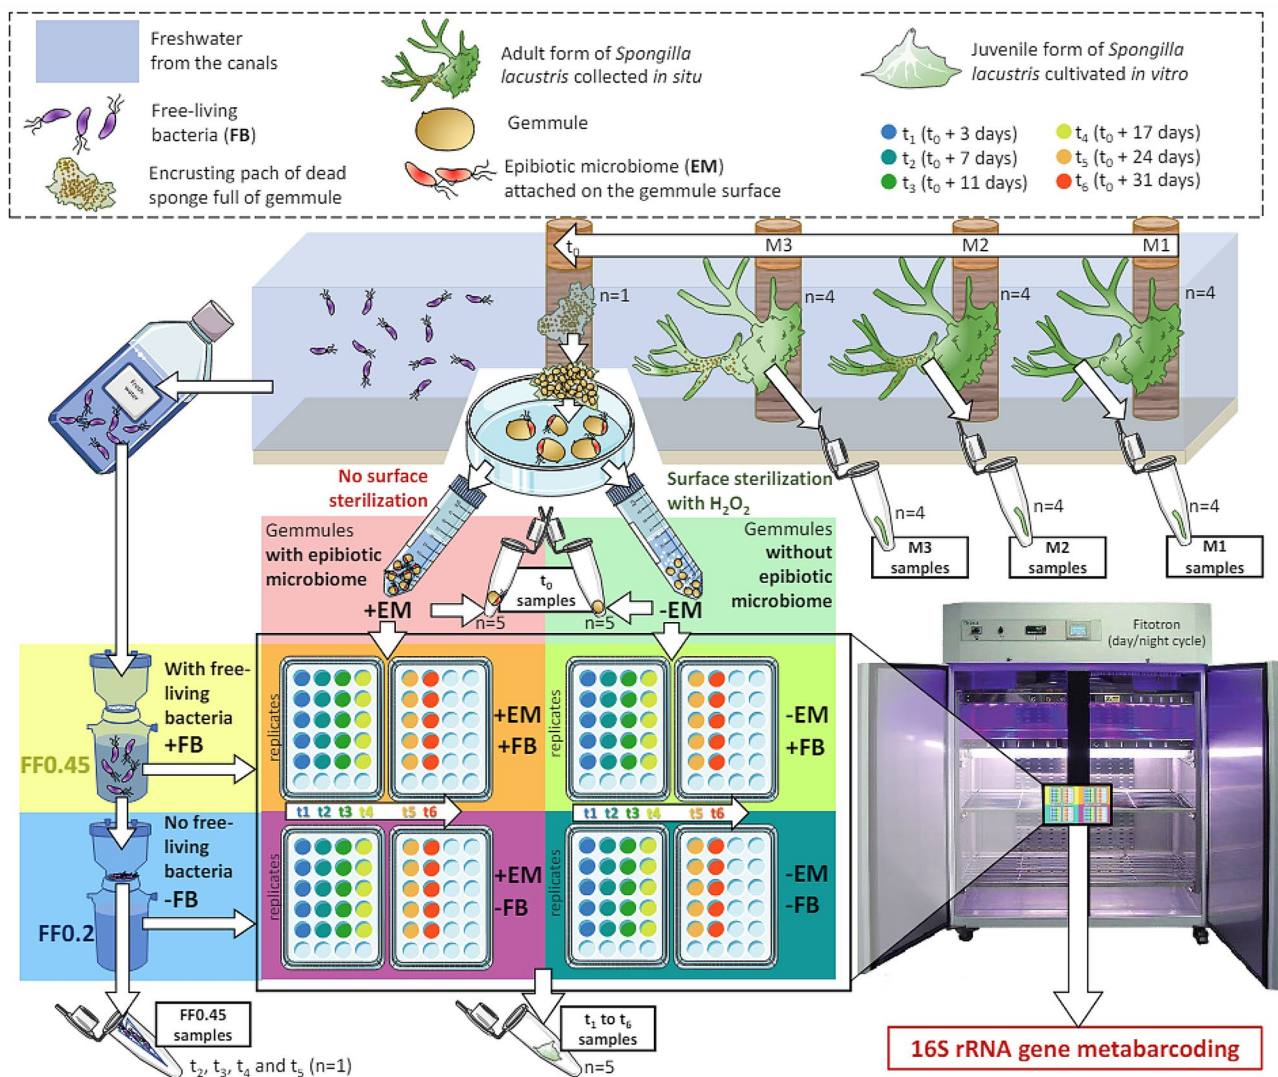 Freshwater
from the canals
Free-living
bacteria (FB)
Encrusting pach of dead
sponge full of gemmule
Adult form of Spongilla
lacustris collected in situ
Gemmule
Epibiotic microbiome (EM)
attached on the gemmule surface
Juvenile form of Spongilla
lacustris cultivated in vitro
t₁ (t₀ + 3 days)
t₂ (t₀ + 7 days)
t₃ (t₀ + 11 days)
t₄ (t₀ + 17 days)
t₅ (t₀ + 24 days)
t₆ (t₀ + 31 days)
t₀
M3
M2
M1
n=1
n=4
n=4
n=4
Fresh-
water
No surface
sterilization
Surface sterilization
with H₂O₂
n=4
n=4
n=4
M3
samples
M2
samples
M1
samples
Gemmules
with epibiotic
microbiome
Gemmules
without
epibiotic
microbiome
t₀
samples
+EM
-EM
n=5
n=5
Fitotron
(day/night cycle)
With free-
living
bacteria
+FB
FF0.45
replicates
+EM
+FB
replicates
-EM
+FB
t1 t2 t3 t4 t5 t6
t1 t2 t3 t4 t5 t6
No free-
living
bacteria
-FB
FF0.2
replicates
+EM
-FB
replicates
-EM
-FB
FF0.45
samples
t₂, t₃, t₄ and t₅ (n=1)
t₁ to t₆
samples
n=5
16S rRNA gene metabarcoding